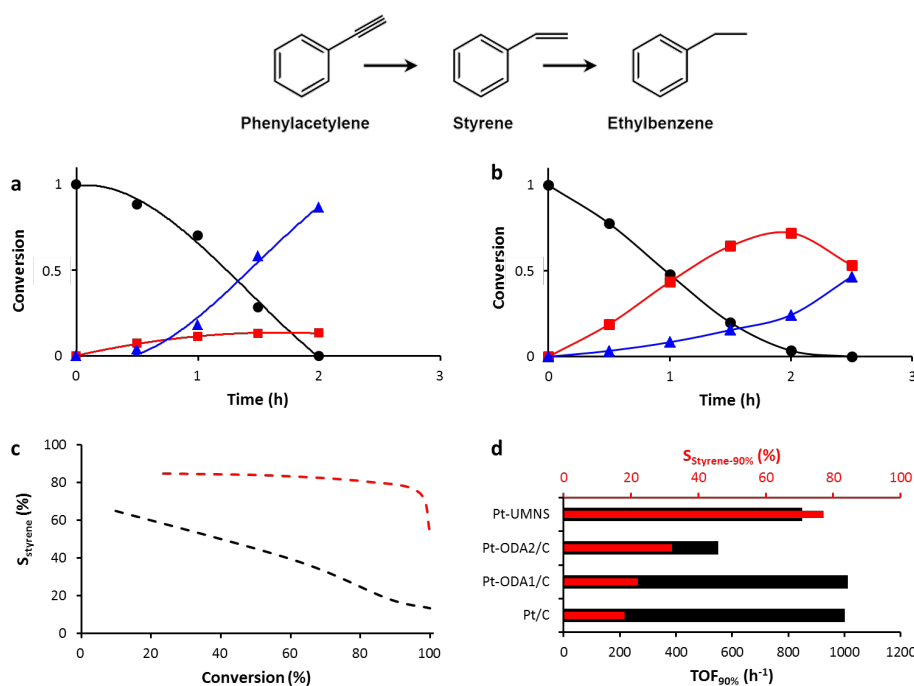 Phenylacetylene Styrene Ethylbenzene
a
1
0.5
0
Conversion
0 1 2 3
Time (h)
b
1
0.5
0
Conversion
0 1 2 3
Time (h)
c
100
80
60
40
20
0
S styrene (%)
0 20 40 60 80 100
Conversion (%)
d
S Styrene-90% (%)
0 20 40 60 80 100 120
Pt-UMNS
Pt-ODA2/C
Pt-ODA1/C
Pt/C
0 200 400 600 800 1000 1200
TOF90% (h-1)